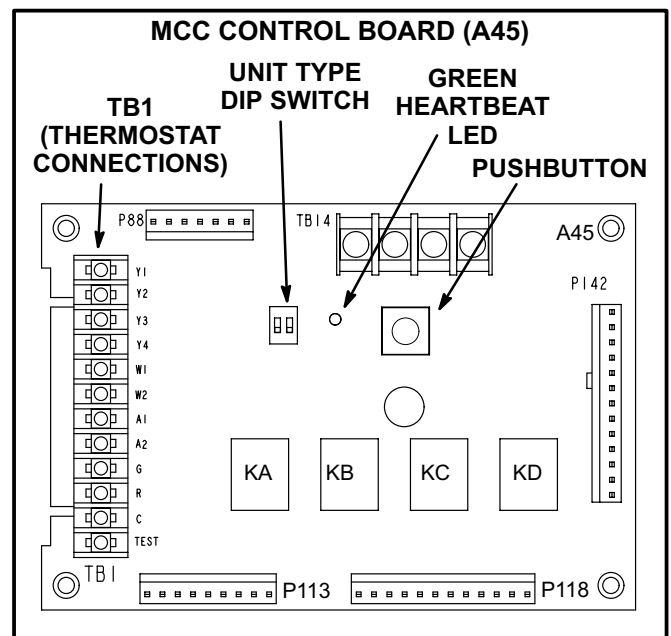 MCC CONTROL BOARD (A45)
UNIT TYPE
DIP SWITCH
GREEN
HEARTBEAT
LED
TB1
(THERMOSTAT
CONNECTIONS)
PUSHBUTTON
P88
TB14
A45
P142
Y1
Y2
Y3
Y4
W1
W2
A1
A2
G
R
C
TEST
KA
KB
KC
KD
TB1
P113
P118